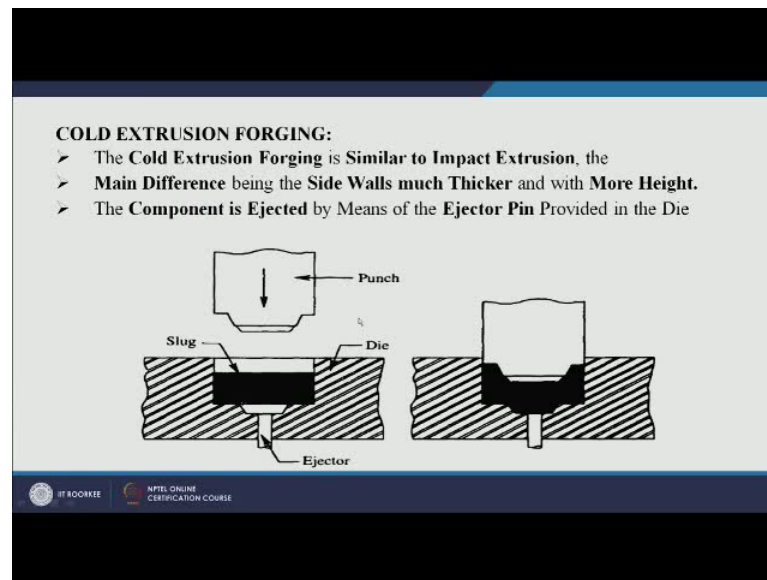 COLD EXTRUSION FORGING:
➢ The Cold Extrusion Forging is Similar to Impact Extrusion, the
➢ Main Difference being the Side Walls much Thicker and with More Height.
➢ The Component is Ejected by Means of the Ejector Pin Provided in the Die
Punch
Slug
Die
Ejector
IIT ROORKEE
NPTEL ONLINE
CERTIFICATION COURSE